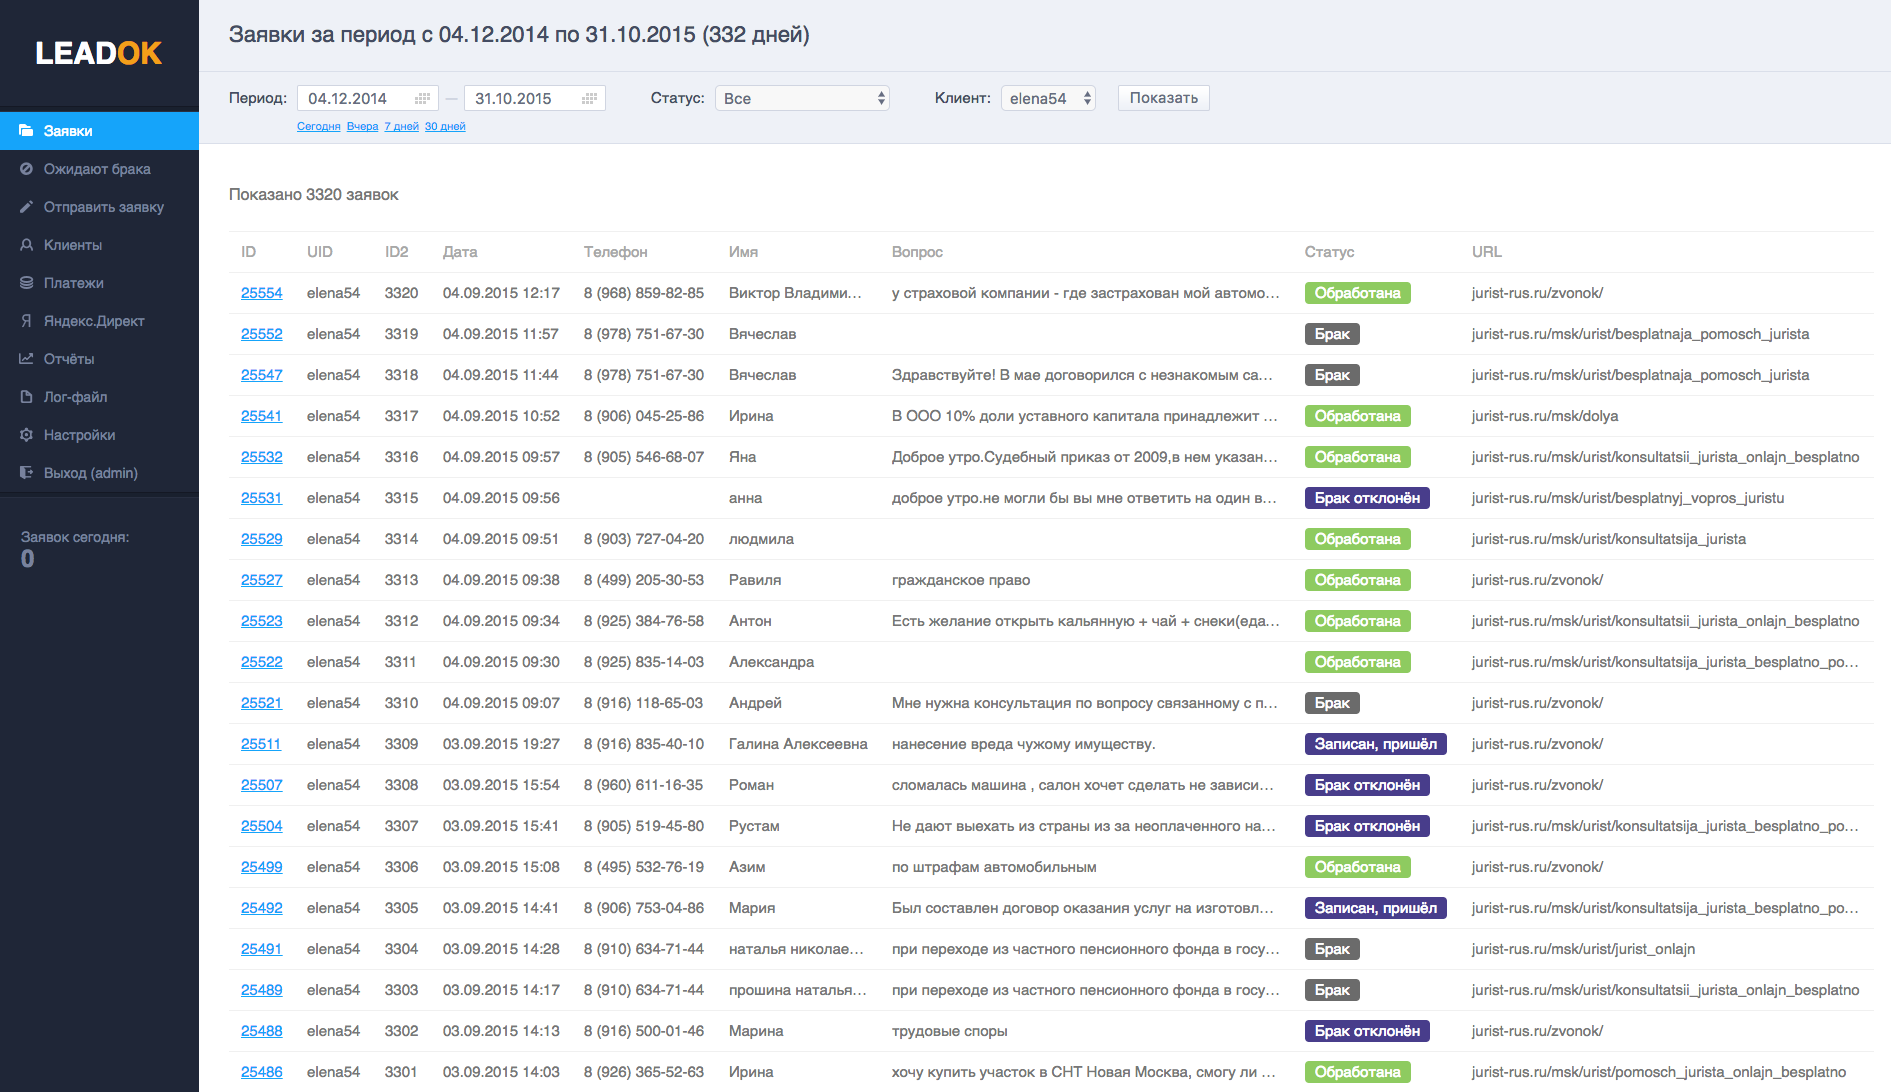 LEADOK
Заявки
Ожидают брака
Отправить заявку
Клиенты
Платежи
Яндекс.Директ
Отчёты
Лог-файл
Настройки
Выход (admin)
Заявок сегодня:
0
Заявки за период с 04.12.2014 по 31.10.2015 (332 дней)
Период: 04.12.2014 — 31.10.2015 Статус: Все Клиент: elena54 Показать
Сегодня Вчера 7 дней 30 дней
Показано 3320 заявок
ID UID ID2 Дата Телефон Имя Вопрос Статус URL
25554 elena54 3320 04.09.2015 12:17 8 (968) 859-82-85 Виктор Владими... у страховой компании - где застрахован мой автомо... Обработана jurist-rus.ru/zvonok/
25552 elena54 3319 04.09.2015 11:57 8 (978) 751-67-30 Вячеслав Брак jurist-rus.ru/msk/urist/besplatnaja_pomosch_jurista
25547 elena54 3318 04.09.2015 11:44 8 (978) 751-67-30 Вячеслав Здравствуйте! В мае договорился с незнакомым са... Брак jurist-rus.ru/msk/urist/besplatnaja_pomosch_jurista
25541 elena54 3317 04.09.2015 10:52 8 (906) 045-25-86 Ирина В ООО 10% доли уставного капитала принадлежит ... Обработана jurist-rus.ru/msk/dolya
25532 elena54 3316 04.09.2015 09:57 8 (905) 546-68-07 Яна Доброе утро.Судебный приказ от 2009,в нем указан... Обработана jurist-rus.ru/msk/urist/konsultatsii_jurista_onlajn_besplatno
25531 elena54 3315 04.09.2015 09:56 анна доброе утро.не могли бы вы мне ответить на один в... Брак отклонён jurist-rus.ru/msk/urist/besplatnyj_vopros_juristu
25529 elena54 3314 04.09.2015 09:51 8 (903) 727-04-20 людмила Обработана jurist-rus.ru/msk/urist/konsultatsija_jurista
25527 elena54 3313 04.09.2015 09:38 8 (499) 205-30-53 Равиля гражданское право Обработана jurist-rus.ru/zvonok/
25523 elena54 3312 04.09.2015 09:34 8 (925) 384-76-58 Антон Есть желание открыть кальянную + чай + снеки(еда... Обработана jurist-rus.ru/msk/urist/konsultatsii_jurista_onlajn_besplatno
25522 elena54 3311 04.09.2015 09:30 8 (925) 835-14-03 Александра Обработана jurist-rus.ru/msk/urist/konsultatsija_jurista_besplatno_po...
25521 elena54 3310 04.09.2015 09:07 8 (916) 118-65-03 Андрей Мне нужна консультация по вопросу связанному с п... Брак jurist-rus.ru/zvonok/
25511 elena54 3309 03.09.2015 19:27 8 (916) 835-40-10 Галина Алексеевна нанесение вреда чужому имуществу. Записан, пришёл jurist-rus.ru/zvonok/
25507 elena54 3308 03.09.2015 15:54 8 (960) 611-16-35 Роман сломалась машина , салон хочет сделать не зависи... Брак отклонён jurist-rus.ru/zvonok/
25504 elena54 3307 03.09.2015 15:41 8 (905) 519-45-80 Рустам Не дают выехать из страны из за неоплаченного на... Брак отклонён jurist-rus.ru/msk/urist/konsultatsija_jurista_besplatno_po...
25499 elena54 3306 03.09.2015 15:08 8 (495) 532-76-19 Азим по штрафам автомобильным Обработана jurist-rus.ru/zvonok/
25492 elena54 3305 03.09.2015 14:41 8 (906) 753-04-86 Мария Был составлен договор оказания услуг на изготовл... Записан, пришёл jurist-rus.ru/msk/urist/konsultatsija_jurista_besplatno_po...
25491 elena54 3304 03.09.2015 14:28 8 (910) 634-71-44 наталья николае... при переходе из частного пенсионного фонда в госу... Брак jurist-rus.ru/msk/urist/jurist_onlajn
25489 elena54 3303 03.09.2015 14:17 8 (910) 634-71-44 прошина наталья... при переходе из частного пенсионного фонда в госу... Брак jurist-rus.ru/msk/urist/konsultatsii_jurista_onlajn_besplatno
25488 elena54 3302 03.09.2015 14:13 8 (916) 500-01-46 Марина трудовые споры Брак отклонён jurist-rus.ru/zvonok/
25486 elena54 3301 03.09.2015 14:03 8 (926) 365-52-63 Ирина хочу купить участок в СНТ Новая Москва, смогу ли ... Обработана jurist-rus.ru/msk/urist/pomosch_jurista_onlajn_besplatno